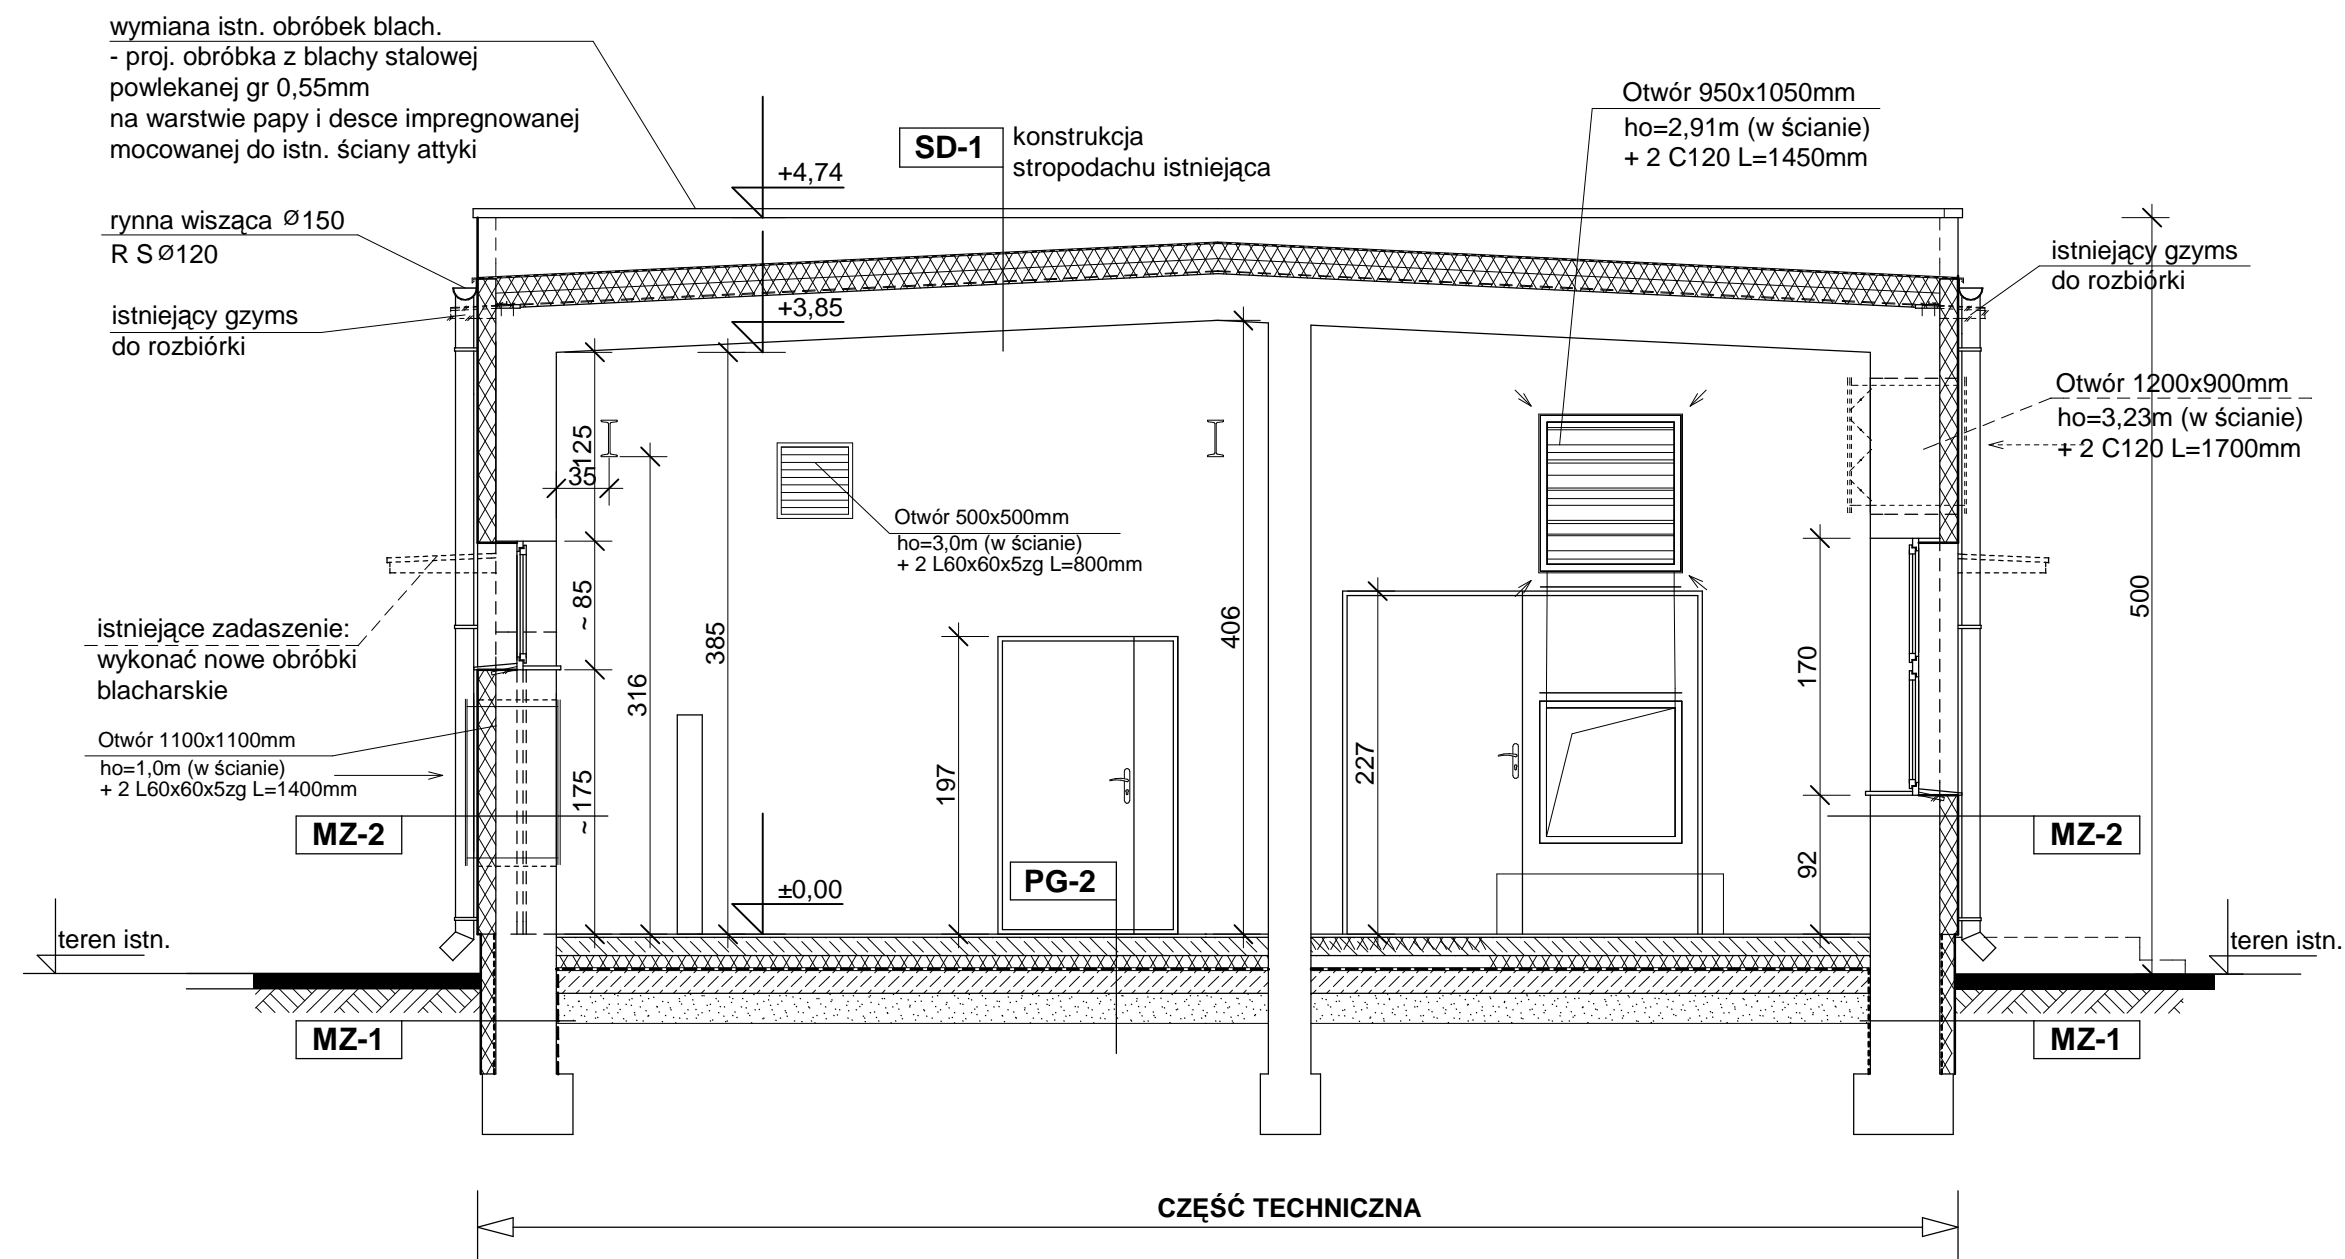 wymiana istn. obróbek blach.
- proj. obróbka z blachy stalowej
powlekanej gr 0,55mm
na warstwie papy i desce impregnowanej
mocowanej do istn. ściany attyki
rynna wisząca Ø150
R S Ø120
istniejący gzyms
do rozbiórki
SD-1
konstrukcja
stropodachu istniejąca
+4,74
+3,85
Otwór 950x1050mm
ho=2,91m (w ścianie)
+ 2 C120 L=1450mm
istniejący gzyms
do rozbiórki
Otwór 1200x900mm
ho=3,23m (w ścianie)
+ 2 C120 L=1700mm
500
125
35
Otwór 500x500mm
ho=3,0m (w ścianie)
+ 2 L60x60x5zg L=800mm
~ 85
316
385
406
istniejące zadaszenie:
wykonać nowe obróbki
blacharskie
Otwór 1100x1100mm
ho=1,0m (w ścianie)
+ 2 L60x60x5zg L=1400mm
~175
197
227
170
92
MZ-2
MZ-2
PG-2
±0,00
teren istn.
teren istn.
MZ-1
MZ-1
CZĘŚĆ TECHNICZNA